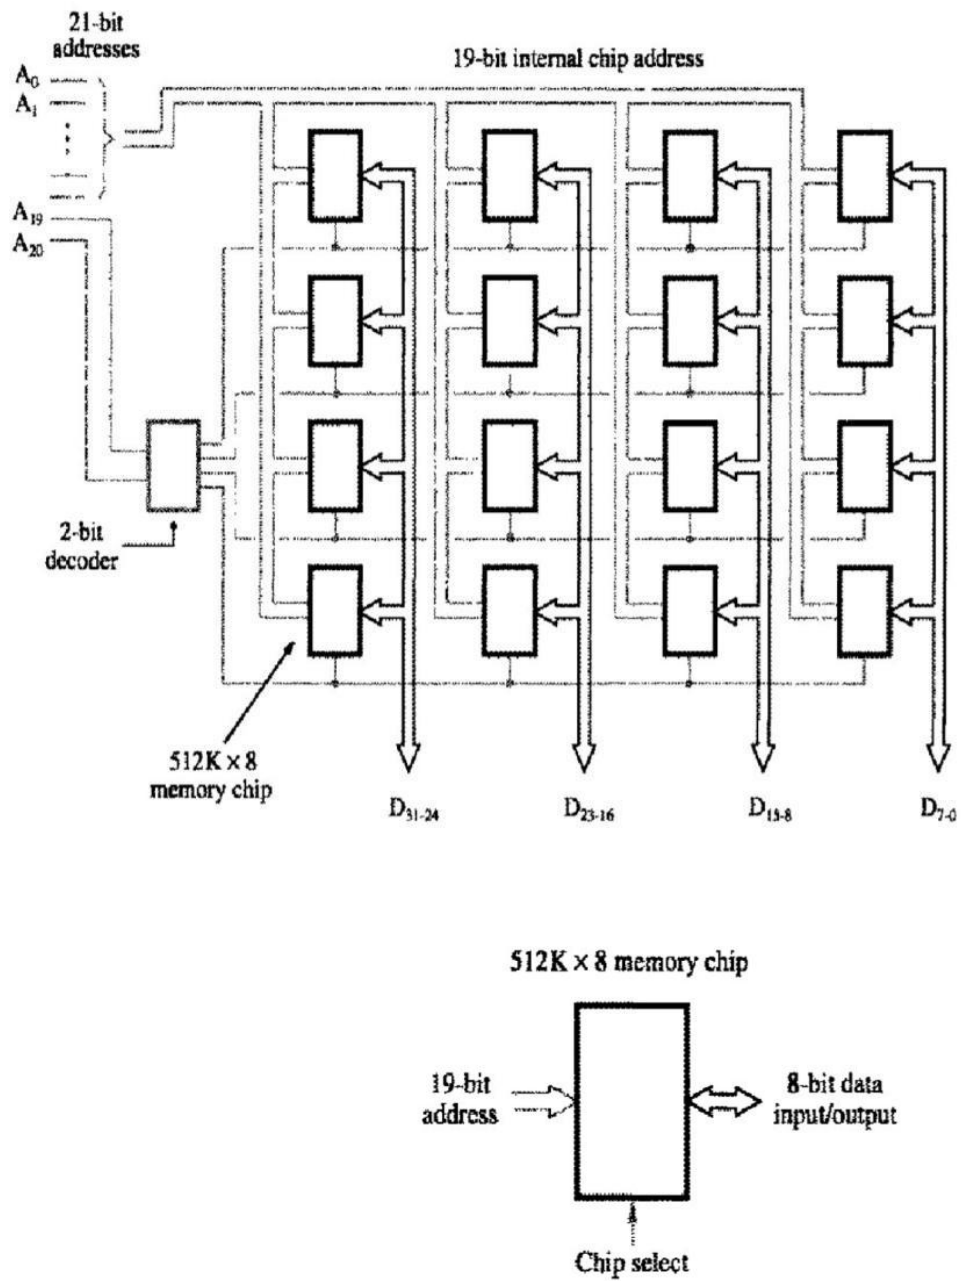 21-bit
addresses
A₀
A₁
19-bit internal chip address
A₁₉
A₂₀
2-bit
decoder
512K × 8
memory chip
D₃₁₋₂₄
D₂₃₋₁₆
D₁₅₋₈
D₇₋₀
512K × 8 memory chip
19-bit
address
8-bit data
input/output
Chip select